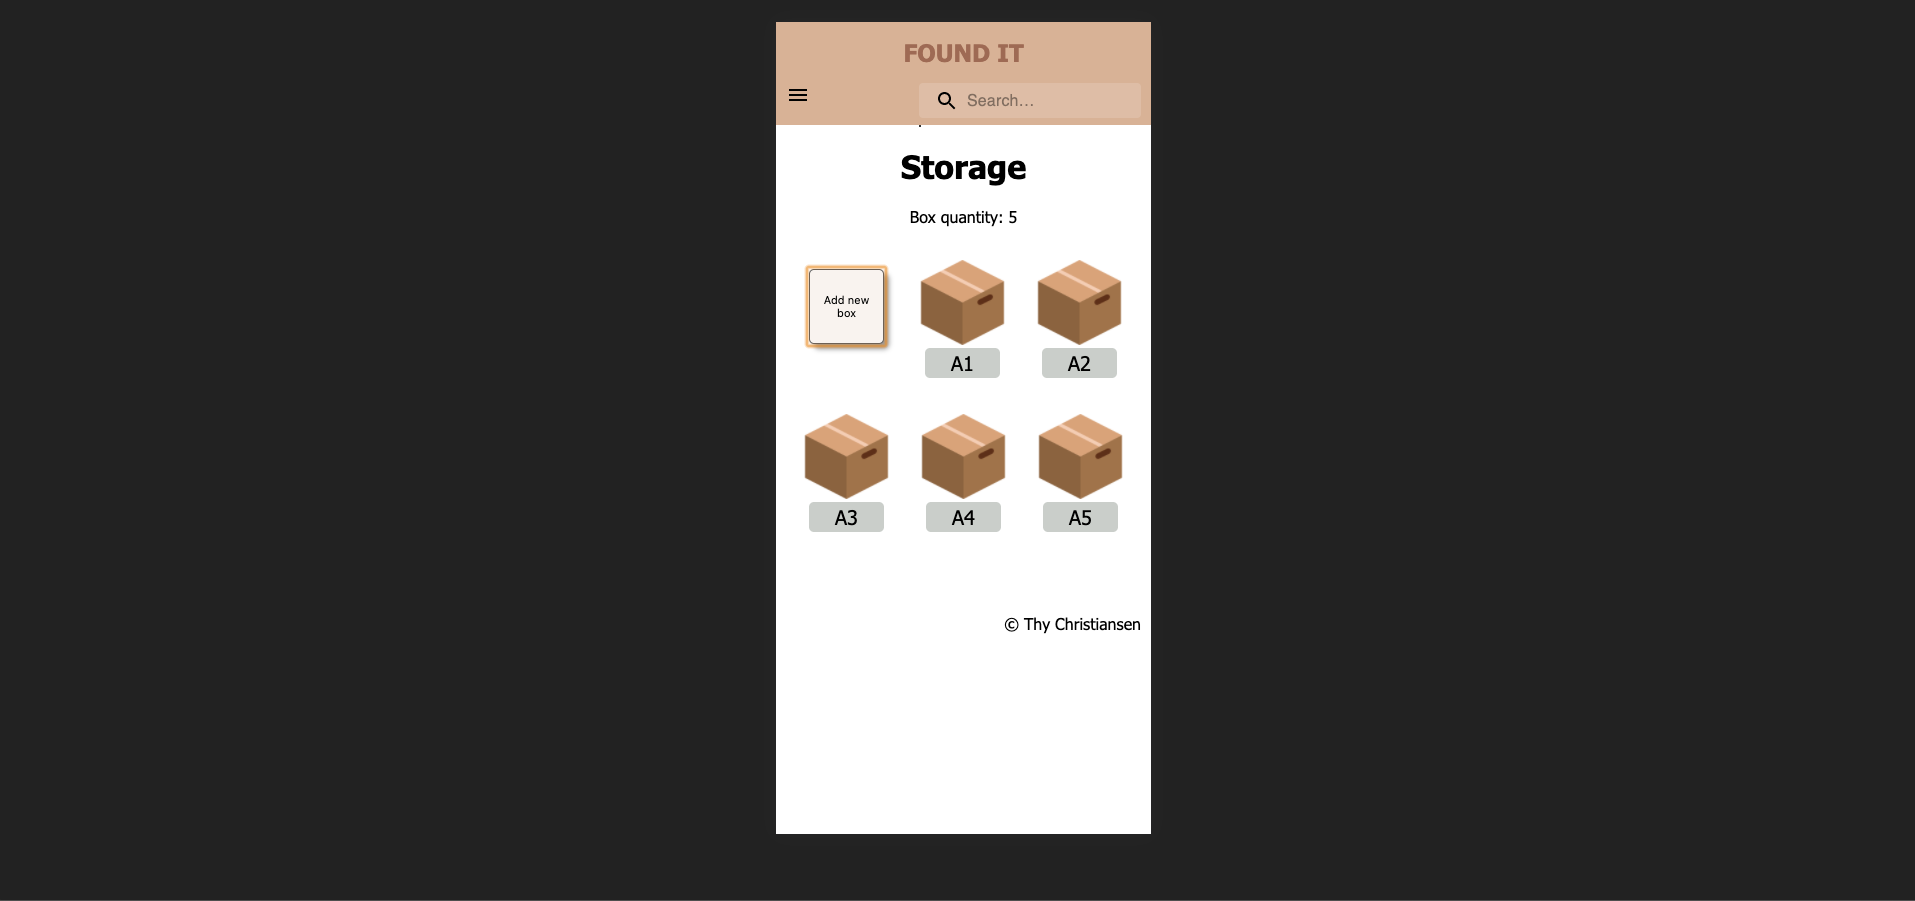 FOUND IT
Search...
Storage
Box quantity: 5
Add new
box
A1
A2
A3
A4
A5
© Thy Christiansen